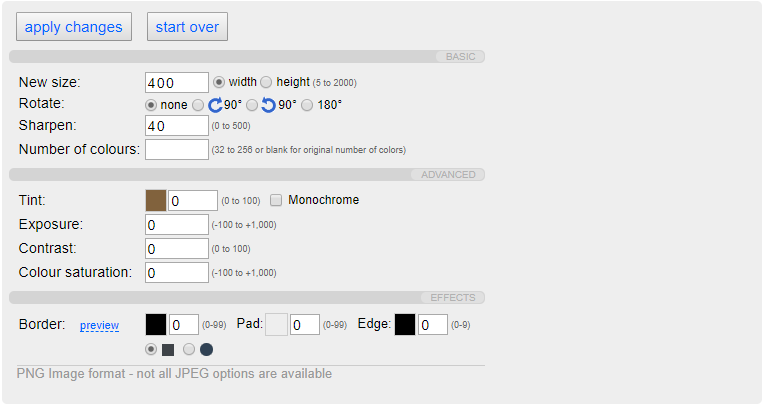 apply changes start over
BASIC
New size: 400 width height (5 to 2000)
Rotate: none 90° 90° 180°
Sharpen: 40 (0 to 500)
Number of colours: (32 to 256 or blank for original number of colors)
ADVANCED
Tint: 0 (0 to 100) Monochrome
Exposure: 0 (-100 to +1,000)
Contrast: 0 (0 to 100)
Colour saturation: 0 (-100 to +1,000)
EFFECTS
Border: preview 0 (0-99) Pad: 0 (0-99) Edge: 0 (0-9)
PNG Image format - not all JPEG options are available